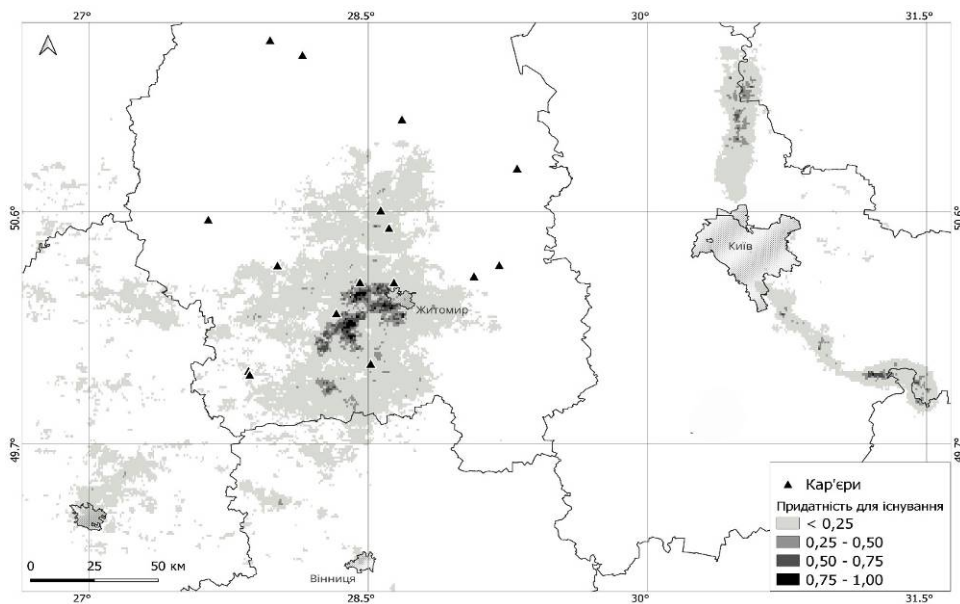 27° 28.5° 30° 31.5°
50.6° 50.6°
Київ
Житомир
49.7° 49.7°
Кар'єри
Придатність для існування
< 0,25
0,25 - 0,50
0,50 - 0,75
0,75 - 1,00
Вінниця
0 25 50 км
27° 28.5° 30° 31.5°